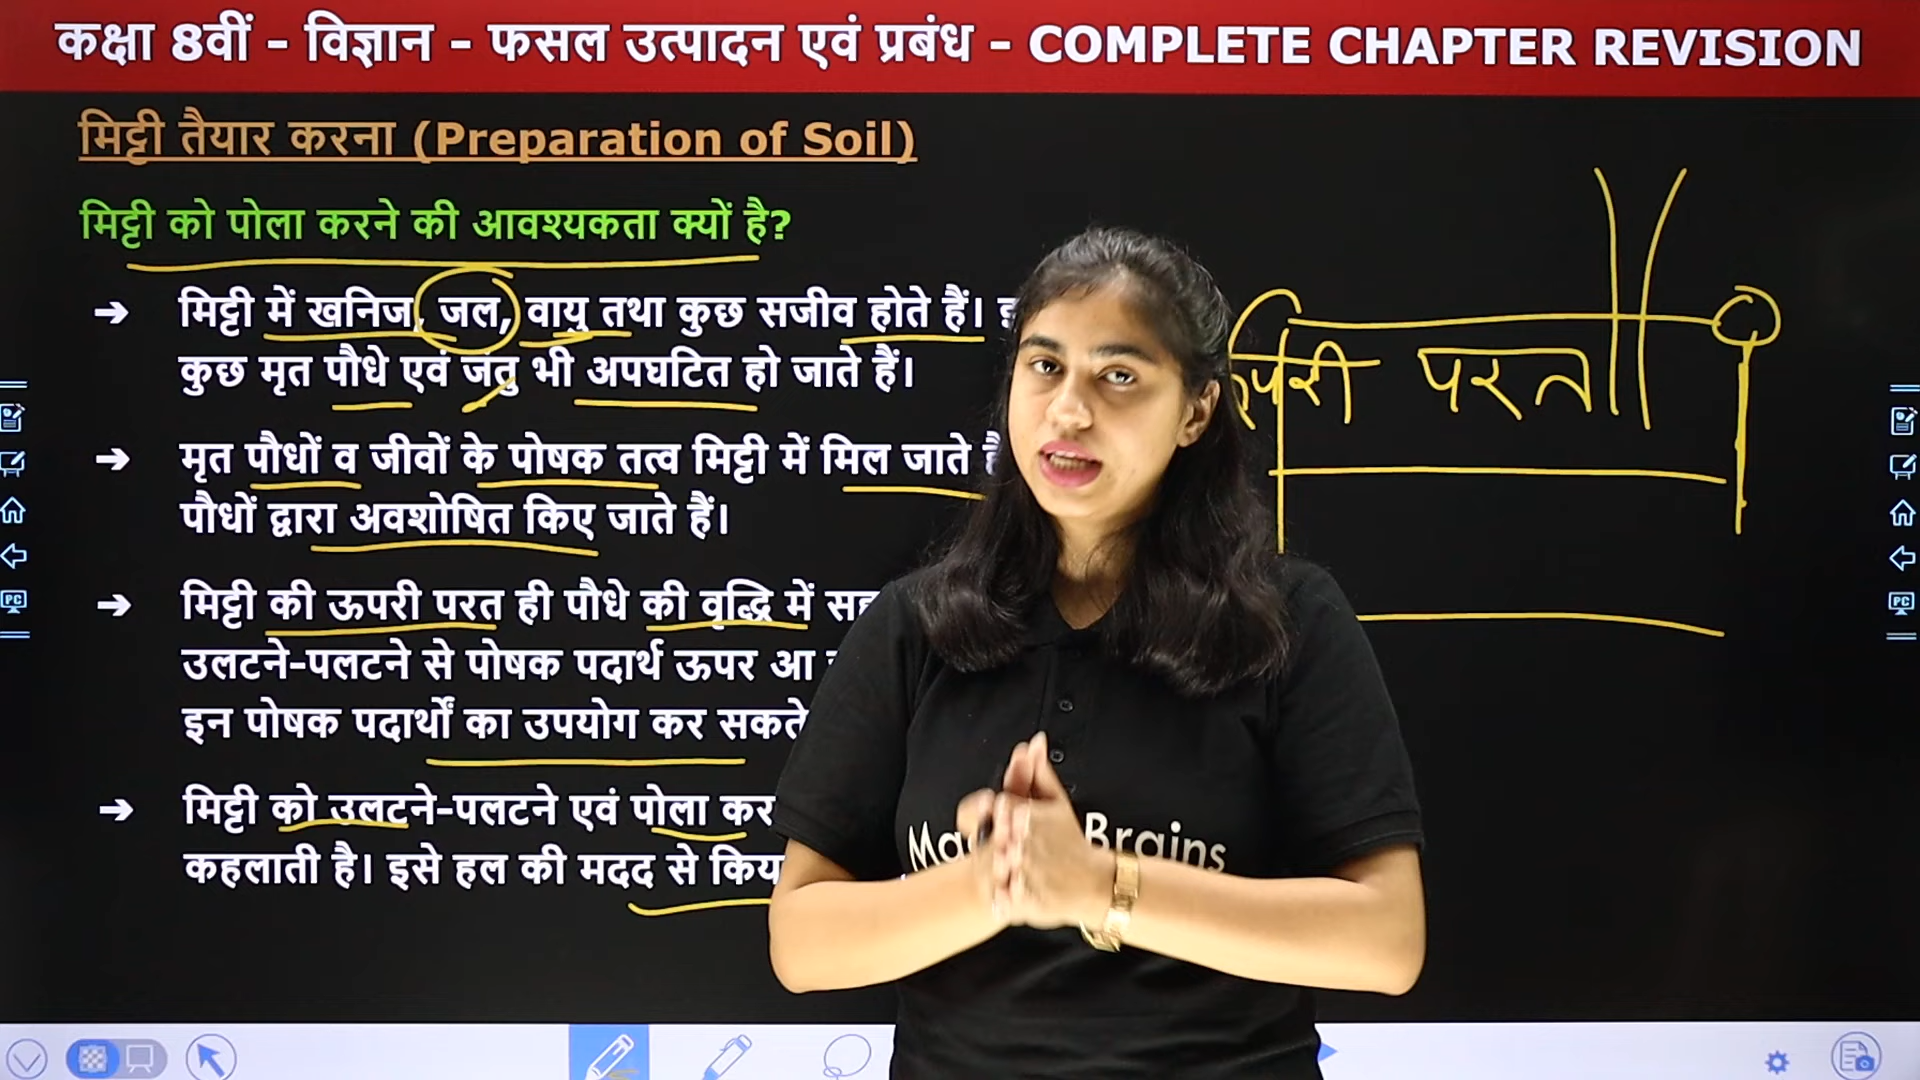 कक्षा 8वीं - विज्ञान - फसल उत्पादन एवं प्रबंध - COMPLETE CHAPTER REVISION
मिट्टी तैयार करना (Preparation of Soil)
मिट्टी को पोला करने की आवश्यकता क्यों है?
➔ मिट्टी में खनिज, जल, वायु तथा कुछ सजीव होते हैं।
कुछ मृत पौधे एवं जंतु भी अपघटित हो जाते हैं।
➔ मृत पौधों व जीवों के पोषक तत्व मिट्टी में मिल जाते
पौधों द्वारा अवशोषित किए जाते हैं।
➔ मिट्टी की ऊपरी परत ही पौधे की वृद्धि में
उलटने-पलटने से पोषक पदार्थ ऊपर आ
इन पोषक पदार्थों का उपयोग कर सकते
➔ मिट्टी को उलटने-पलटने एवं पोला कर
कहलाती है। इसे हल की मदद से
परत
Brains
PC
PC